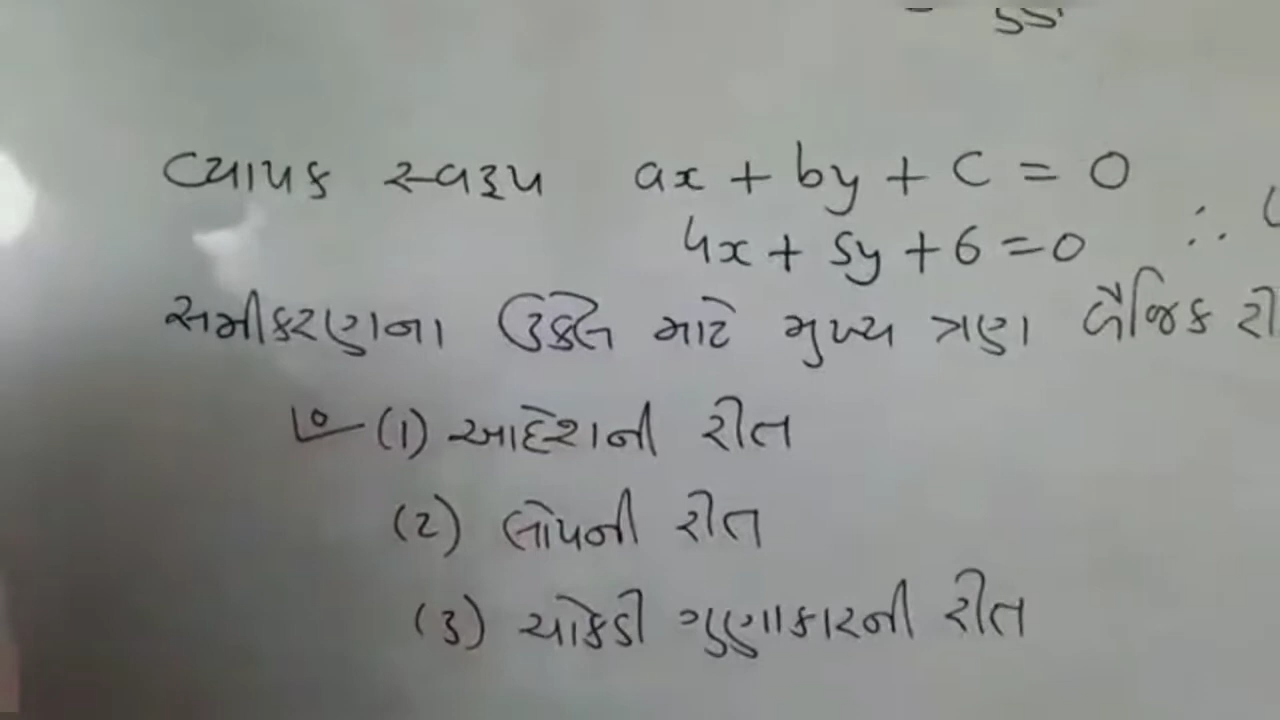 વ્યાપક સ્વરૂપ ax + by + c = 0
4x + 5y + 6 = 0 ∴
સમીકરણના ઉકેલ માટે મુખ્ય ત્રણ બૈજિક
(1) આદેશની રીત
(2) લોપની રીત
(3) ચોકડી ગુણાકારની રીત